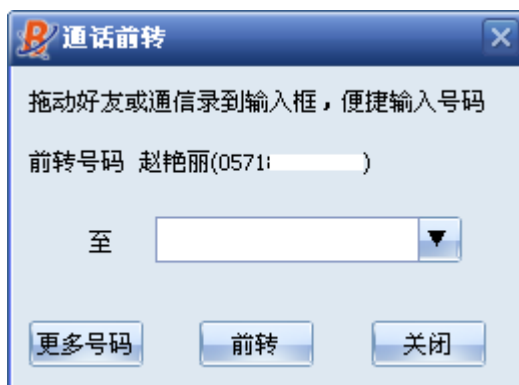 通话前转
拖动好友或通信录到输入框，便捷输入号码
前转号码 赵艳丽(0571 )
至
更多号码 前转 关闭